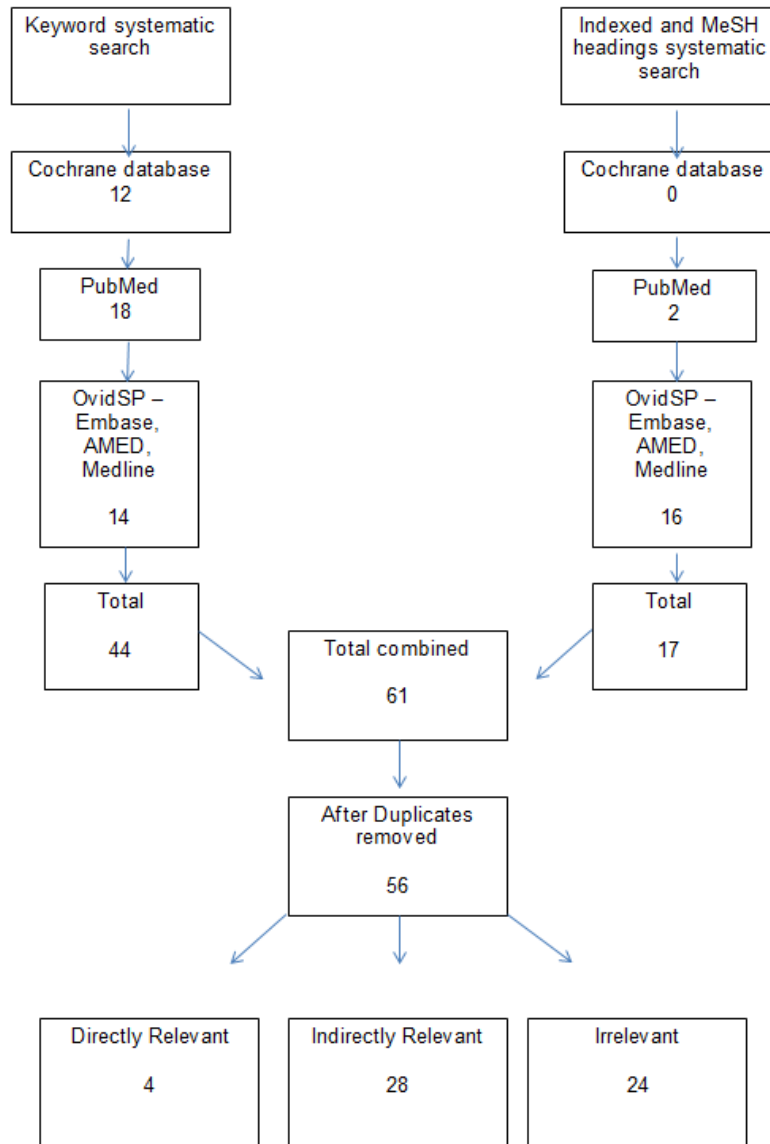 Keyword systematic
search
Indexed and MeSH
headings systematic
search
Cochrane database
12
Cochrane database
0
PubMed
18
PubMed
2
OvidSP –
Embase,
AMED,
Medline
14
OvidSP –
Embase,
AMED,
Medline
16
Total
44
Total
17
Total combined
61
After Duplicates
removed
56
Directly Relevant
4
Indirectly Relevant
28
Irrelevant
24